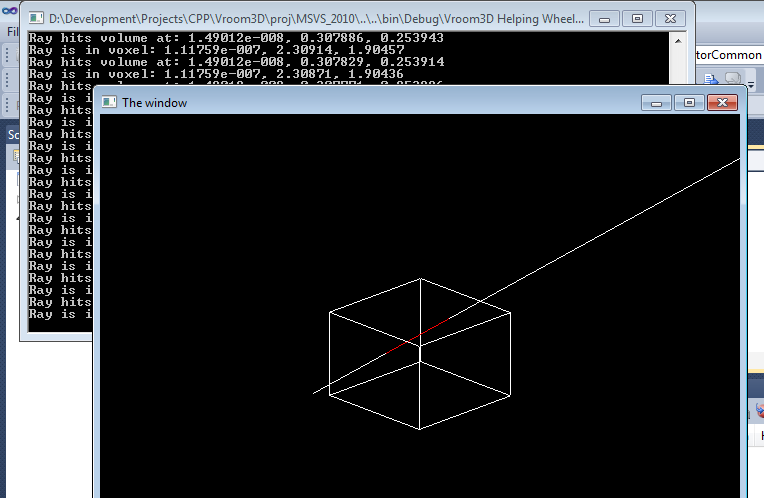 D:\Development\Projects\CPP\Vroom3D\proj\MSVS_2010\..\..\bin\Debug\Vroom3D Helping Wheel...
Fil
Ray hits volume at: 1.49012e-008, 0.307886, 0.253943
Ray is in voxel: 1.11759e-007, 2.30914, 1.90457
torCommon
Ray hits volume at: 1.49012e-008, 0.307829, 0.253914
Ray is in voxel: 1.11759e-007, 2.30871, 1.90436
Ray hits
The window
Ray is i
Ray hits
Ray is i
Ray hits
Ray is i
So
Ray hits
Ray is i
Ray hits
Ray is i
Ray hits
Ray is i
Ray hits
Ray is i
Ray hits
Ray is i
Ray hits
Ray is i
Ray hits
Ray is i